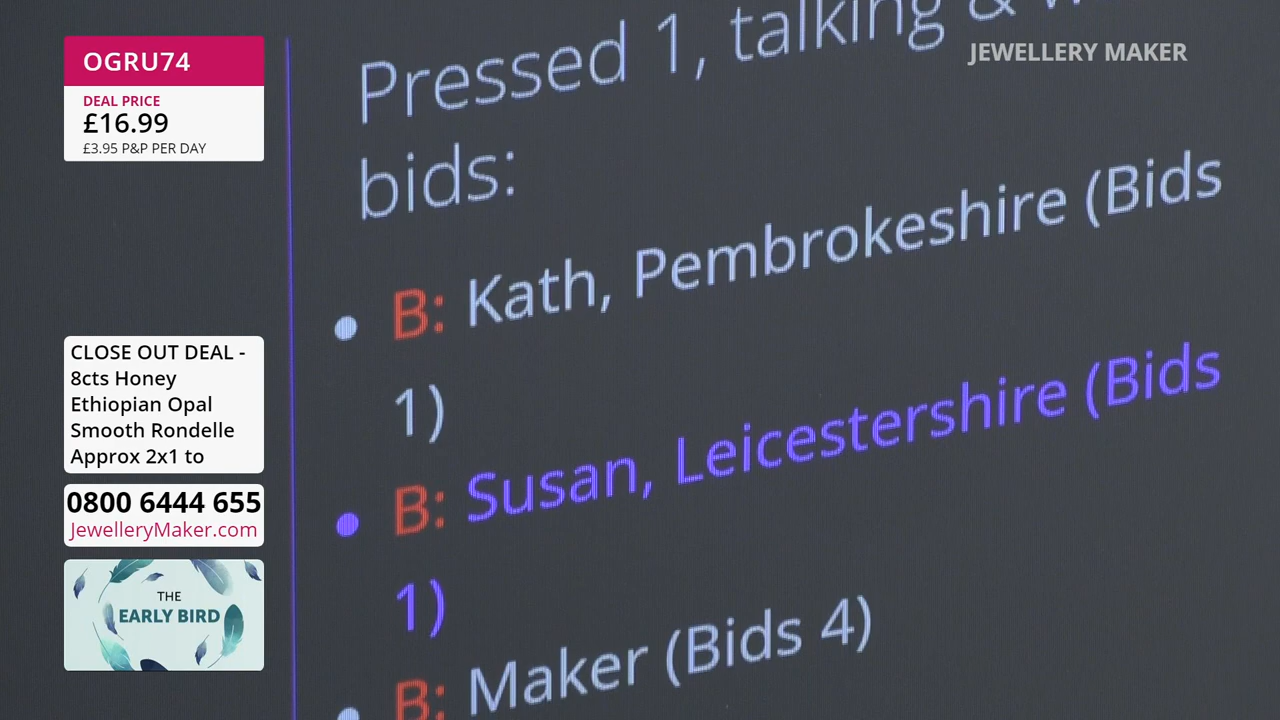 OGRU74
DEAL PRICE
£16.99
£3.95 P&P PER DAY
CLOSE OUT DEAL -
8cts Honey
Ethiopian Opal
Smooth Rondelle
Approx 2x1 to
0800 6444 655
JewelleryMaker.com
THE
EARLY BIRD
JEWELLERY MAKER
Pressed 1, talking &
bids:
B: Kath, Pembrokeshire (Bids
1)
B: Susan, Leicestershire (Bids
1)
B: Maker (Bids 4)